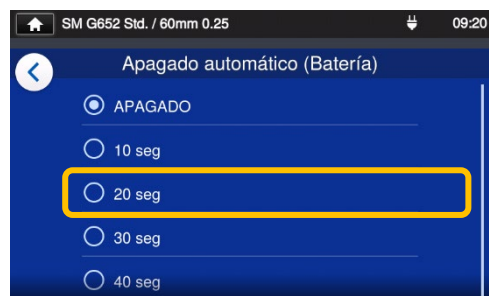 SM G652 Std. / 60mm 0.25 09:20
Apagado automático (Batería)
APAGADO
10 seg
20 seg
30 seg
40 seg